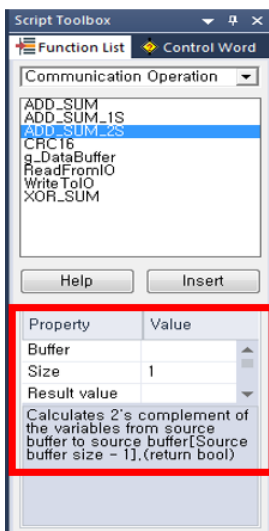 Script Toolbox
Function List
Control Word
Communication Operation
ADD_SUM
ADD_SUM_1S
ADD_SUM_2S
CRC16
g_DataBuffer
ReadFromIO
WriteToIO
XOR_SUM
Help
Insert
Property Value
Buffer
Size 1
Result value
Calculates 2's complement of
the variables from source
buffer to source buffer[Source
buffer size - 1].(return bool)